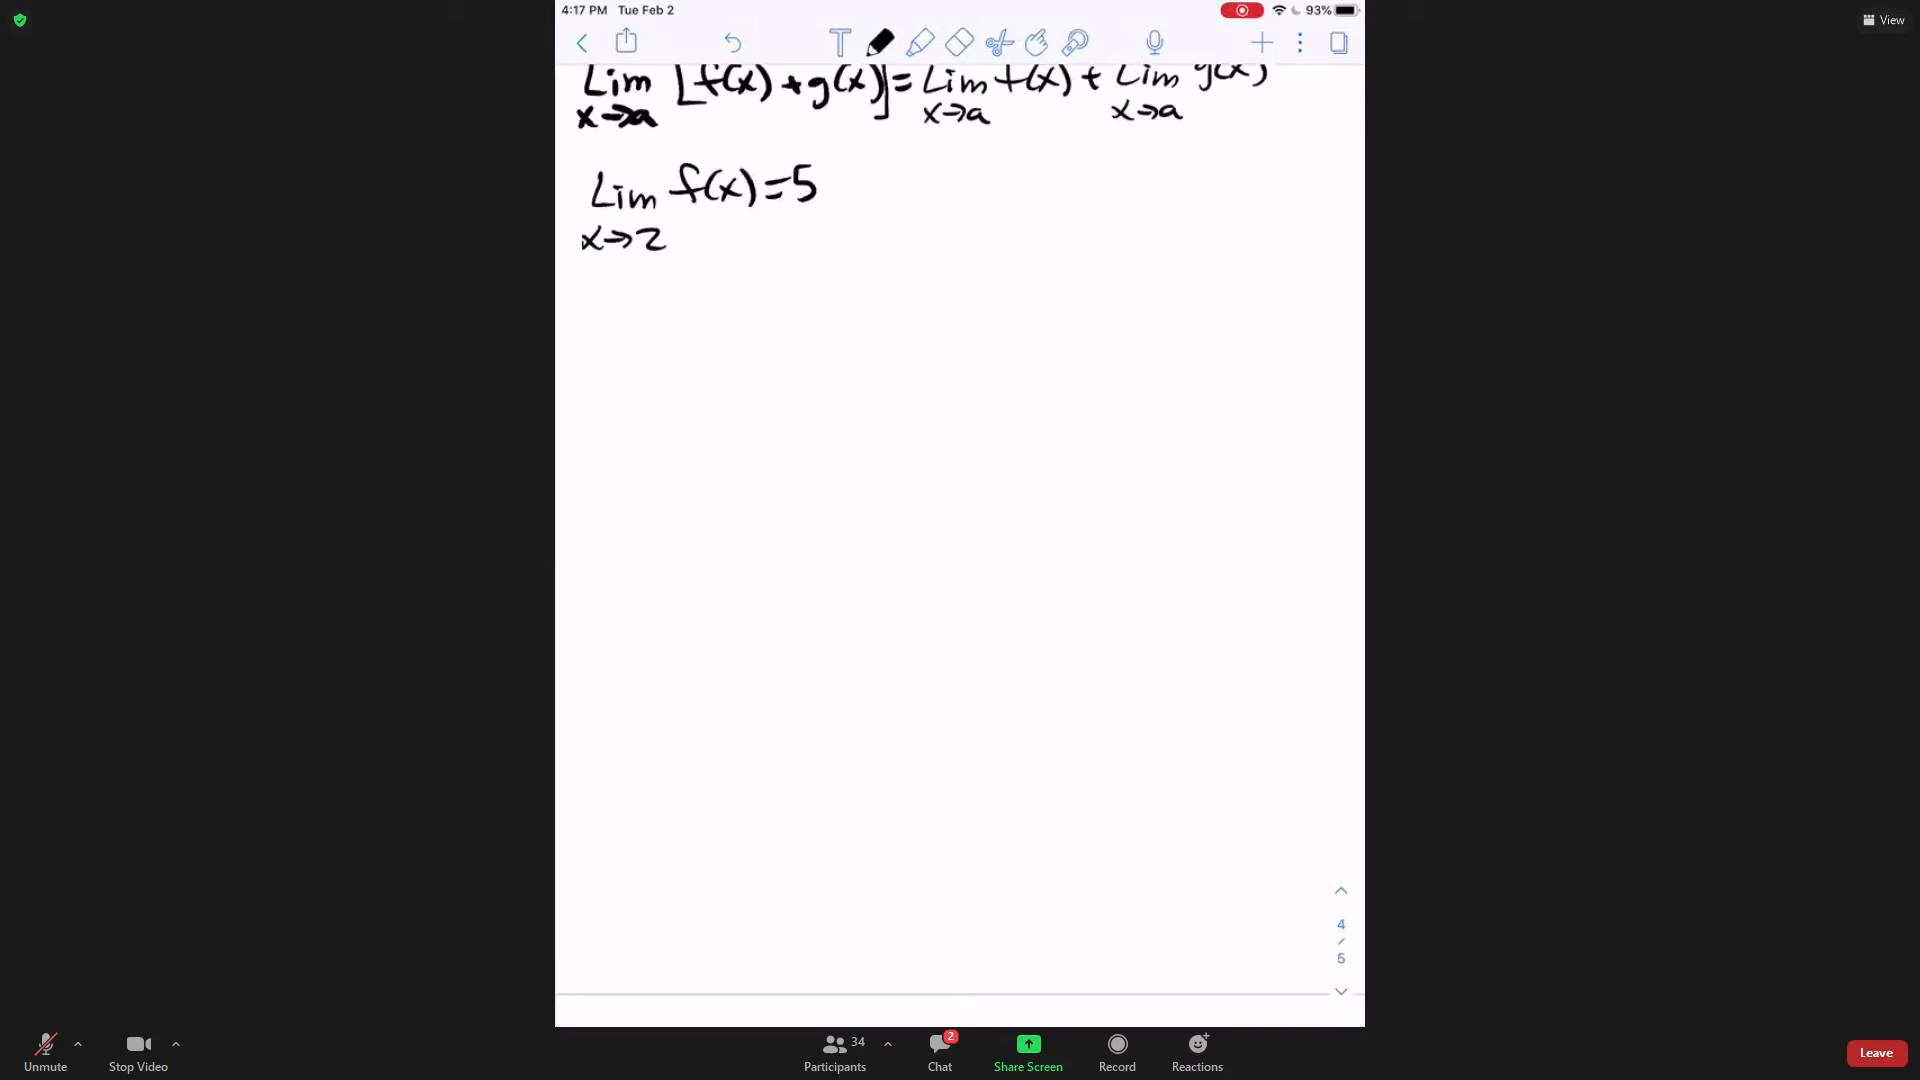 4:17 PM Tue Feb 2 93%
View
Lim [f(x) + g(x)] = Lim f(x) + Lim g(x)
x→a x→a x→a
Lim f(x) = 5
x→2
4
/
5
34 2
Unmute Stop Video Participants Chat Share Screen Record Reactions Leave